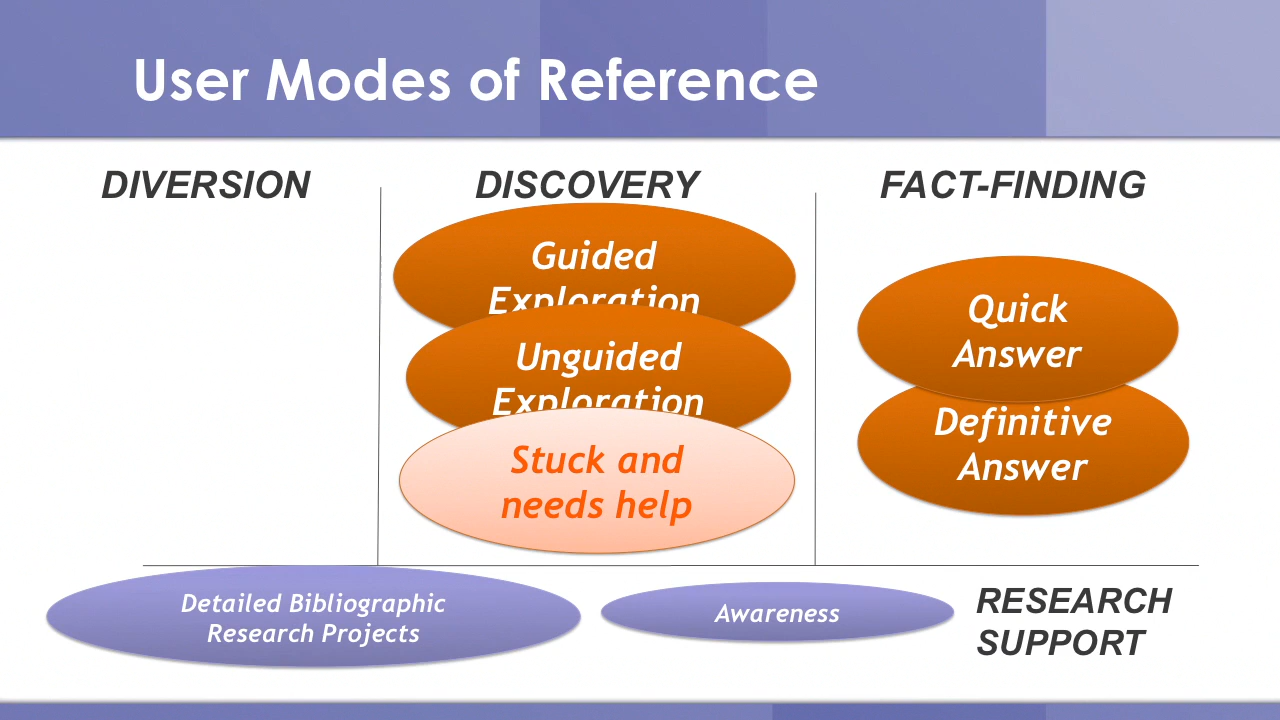 User Modes of Reference
DIVERSION
DISCOVERY
FACT-FINDING
Guided
Exploration
Unguided
Exploration
Stuck and
needs help
Quick
Answer
Definitive
Answer
Detailed Bibliographic
Research Projects
Awareness
RESEARCH
SUPPORT